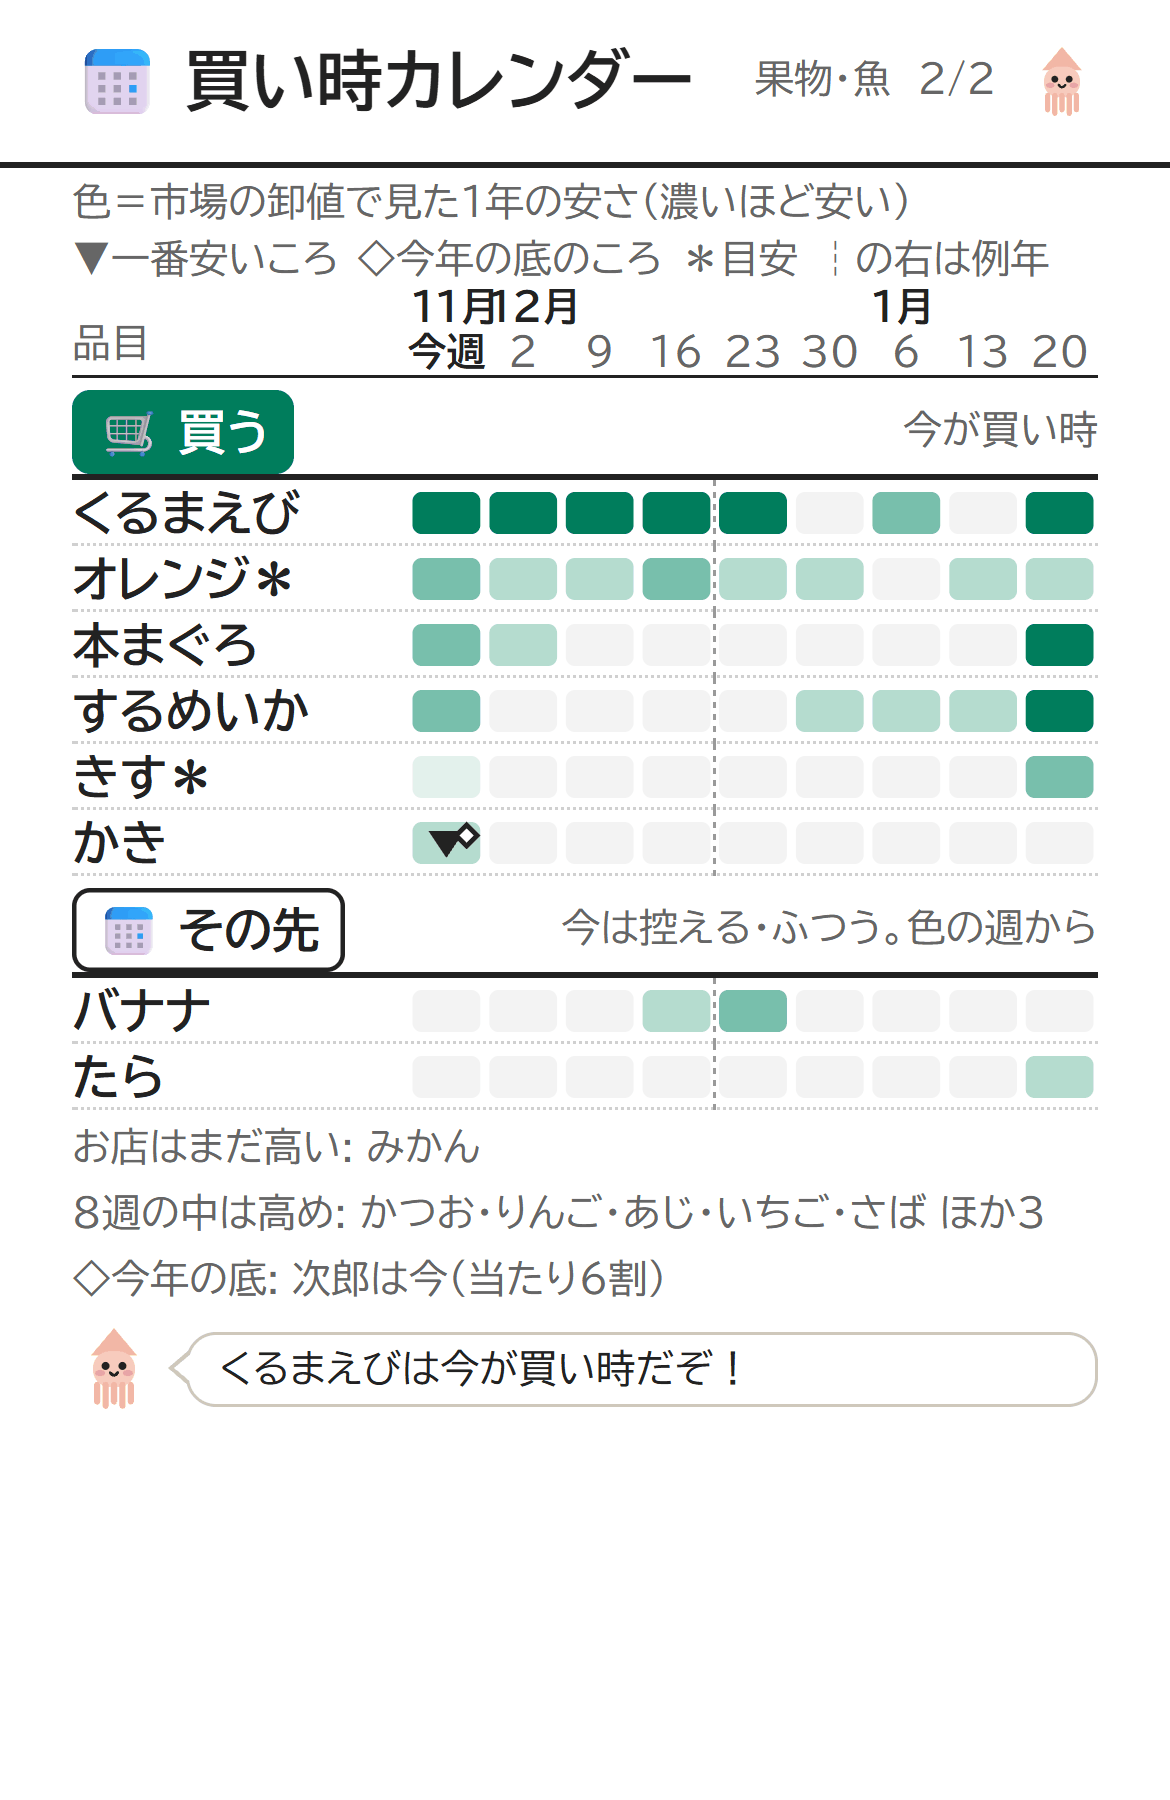 買い時カレンダー 果物・魚 2/2
色＝市場の卸値で見た1年の安さ（濃いほど安い）
▼一番安いころ ◇今年の底のころ ＊目安 ┊の右は例年
11月 12月 1月
品目 今週 2 9 16 23 30 6 13 20
買う 今が買い時
くるまえび
オレンジ＊
本まぐろ
するめいか
きす＊
かき
その先 今は控える・ふつう。色の週から
バナナ
たら
お店はまだ高い: みかん
8週の中は高め: かつお・りんご・あじ・いちご・さば ほか3
◇今年の底: 次郎は今（当たり6割）
くるまえびは今が買い時だぞ！